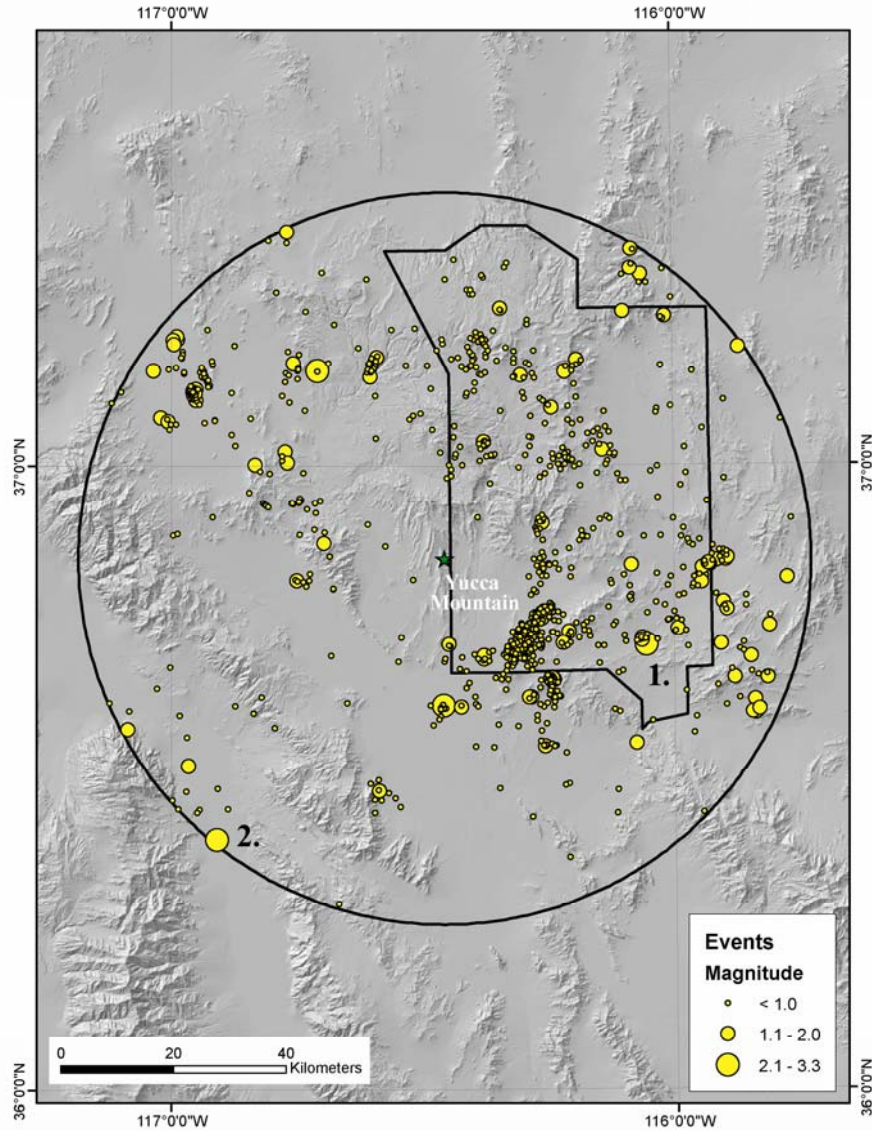 117°0'0"W
116°0'0"W
37°0'0"N
37°0'0"N
Yucca
Mountain
1.
2.
Events
Magnitude
< 1.0
1.1 - 2.0
2.1 - 3.3
0
20
40
Kilometers
36°0'0"N
36°0'0"N
117°0'0"W
116°0'0"W